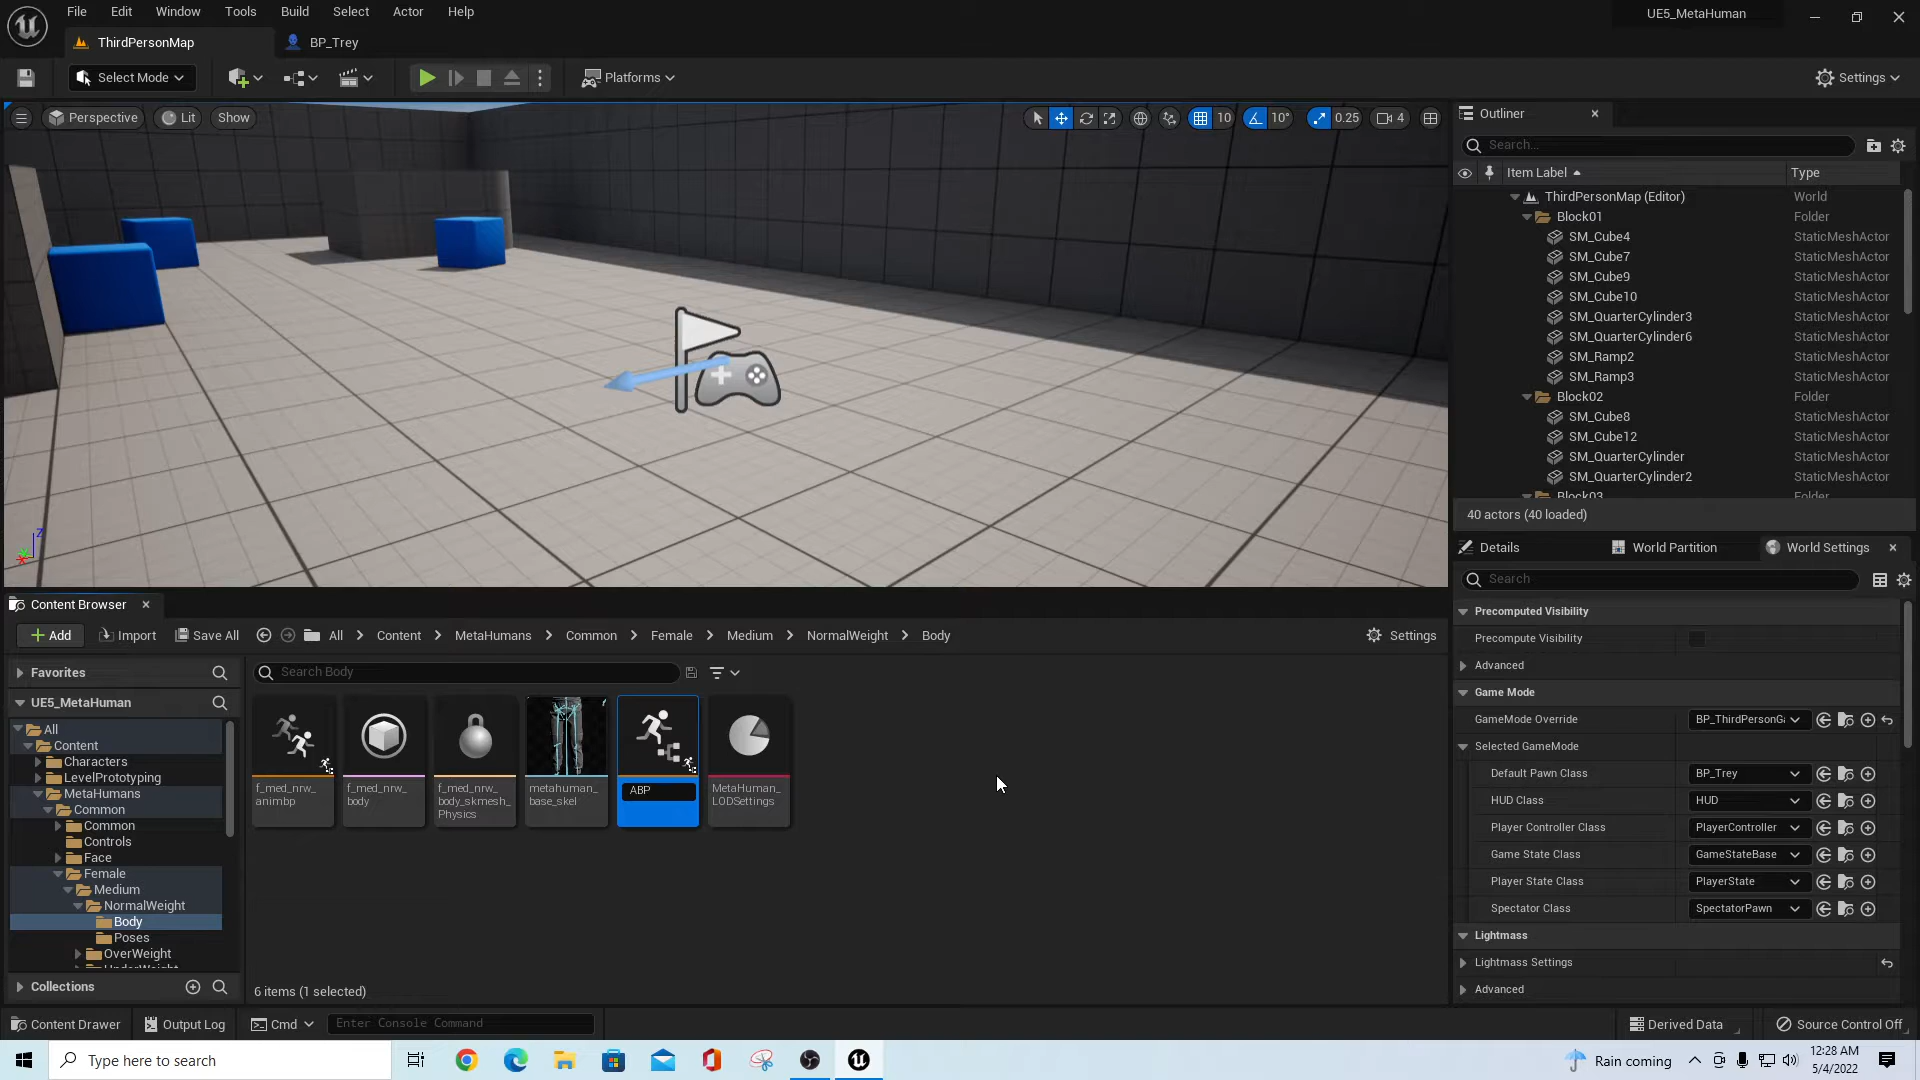 File Edit Window Tools Build Select Actor Help
UE5_MetaHuman
ThirdPersonMap
BP_Trey
Select Mode
Platforms
Settings
Perspective
Lit
Show
10
10°
0.25
4
Z
Outliner
Search...
Item Label
Type
ThirdPersonMap (Editor) World
Block01 Folder
SM_Cube4 StaticMeshActor
SM_Cube7 StaticMeshActor
SM_Cube9 StaticMeshActor
SM_Cube10 StaticMeshActor
SM_QuarterCylinder3 StaticMeshActor
SM_QuarterCylinder6 StaticMeshActor
SM_Ramp2 StaticMeshActor
SM_Ramp3 StaticMeshActor
Block02 Folder
SM_Cube8 StaticMeshActor
SM_Cube12 StaticMeshActor
SM_QuarterCylinder StaticMeshActor
SM_QuarterCylinder2 StaticMeshActor
Block03 Folder
40 actors (40 loaded)
Details
World Partition
World Settings
Search
Precomputed Visibility
Precompute Visibility
Advanced
Game Mode
GameMode Override BP_ThirdPersonGa
Selected GameMode
Default Pawn Class BP_Trey
HUD Class HUD
Player Controller Class PlayerController
Game State Class GameStateBase
Player State Class PlayerState
Spectator Class SpectatorPawn
Lightmass
Lightmass Settings
Advanced
Content Browser
Add
Import
Save All
All > Content > MetaHumans > Common > Female > Medium > NormalWeight > Body
Settings
Favorites
Search Body
UE5_MetaHuman
All
Content
Characters
LevelPrototyping
MetaHumans
Common
Common
Controls
Face
Female
Medium
NormalWeight
Body
Poses
OverWeight
UnderWeight
Collections
f_med_nrw_
animbp
f_med_nrw_
body
f_med_nrw_
body_skmesh_
Physics
metahuman_
base_skel
ABP
MetaHuman_
LODSettings
6 items (1 selected)
Content Drawer
Output Log
Cmd
Enter Console Command
Derived Data
Source Control Off
Type here to search
Rain coming
12:28 AM
5/4/2022